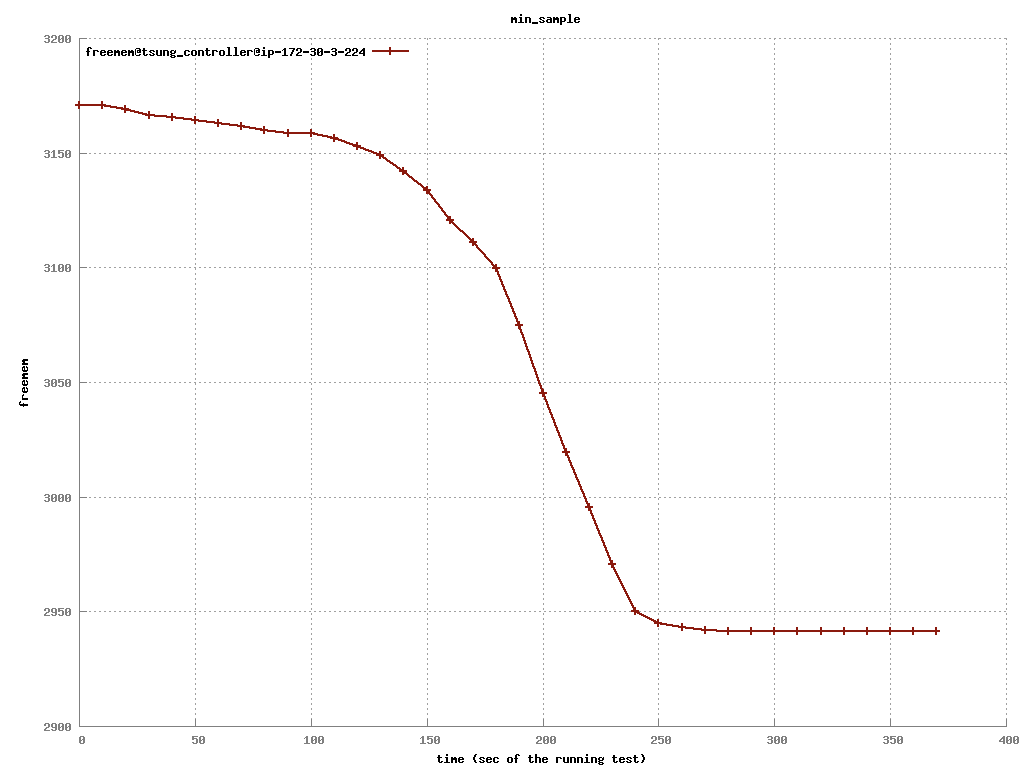 min_sample
freemem@tsung_controller@ip-172-30-3-224
3200
3150
3100
3050
3000
2950
2900
freemem
0 50 100 150 200 250 300 350 400
time (sec of the running test)